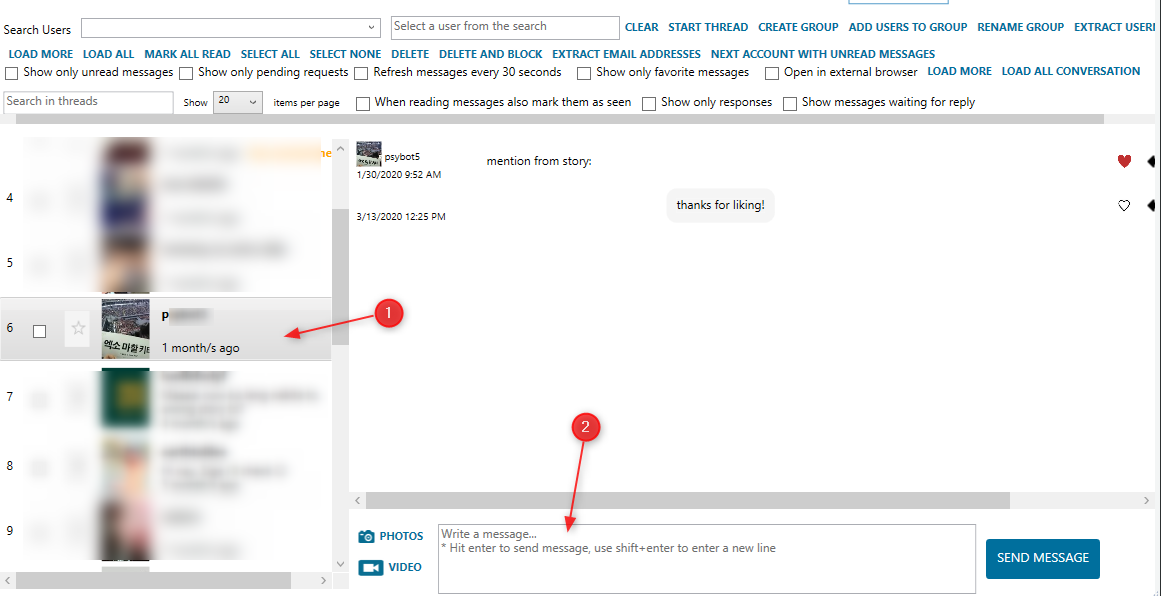 Search Users
Select a user from the search
CLEAR START THREAD CREATE GROUP ADD USERS TO GROUP RENAME GROUP EXTRACT USERI
LOAD MORE LOAD ALL MARK ALL READ SELECT ALL SELECT NONE DELETE DELETE AND BLOCK EXTRACT EMAIL ADDRESSES NEXT ACCOUNT WITH UNREAD MESSAGES
Show only unread messages Show only pending requests Refresh messages every 30 seconds Show only favorite messages Open in external browser LOAD MORE LOAD ALL CONVERSATION
Search in threads Show 20 items per page When reading messages also mark them as seen Show only responses Show messages waiting for reply
4
5
6
엑소 마할 키
p
1 month/s ago
7
8
9
psybot5
1/30/2020 9:52 AM
mention from story:
thanks for liking!
3/13/2020 12:25 PM
1
2
PHOTOS
VIDEO
Write a message...
* Hit enter to send message, use shift+enter to enter a new line
SEND MESSAGE